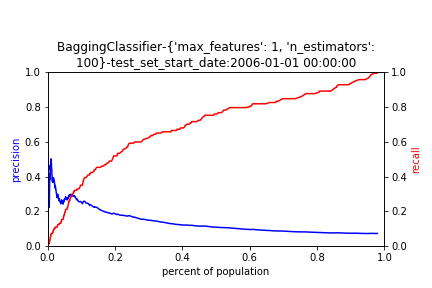 BaggingClassifier-{'max_features': 1, 'n_estimators':
100}-test_set_start_date:2006-01-01 00:00:00
1.0
0.8
0.6
0.4
0.2
0.0
precision
1.0
0.8
0.6
0.4
0.2
0.0
recall
0.0 0.2 0.4 0.6 0.8 1.0
percent of population